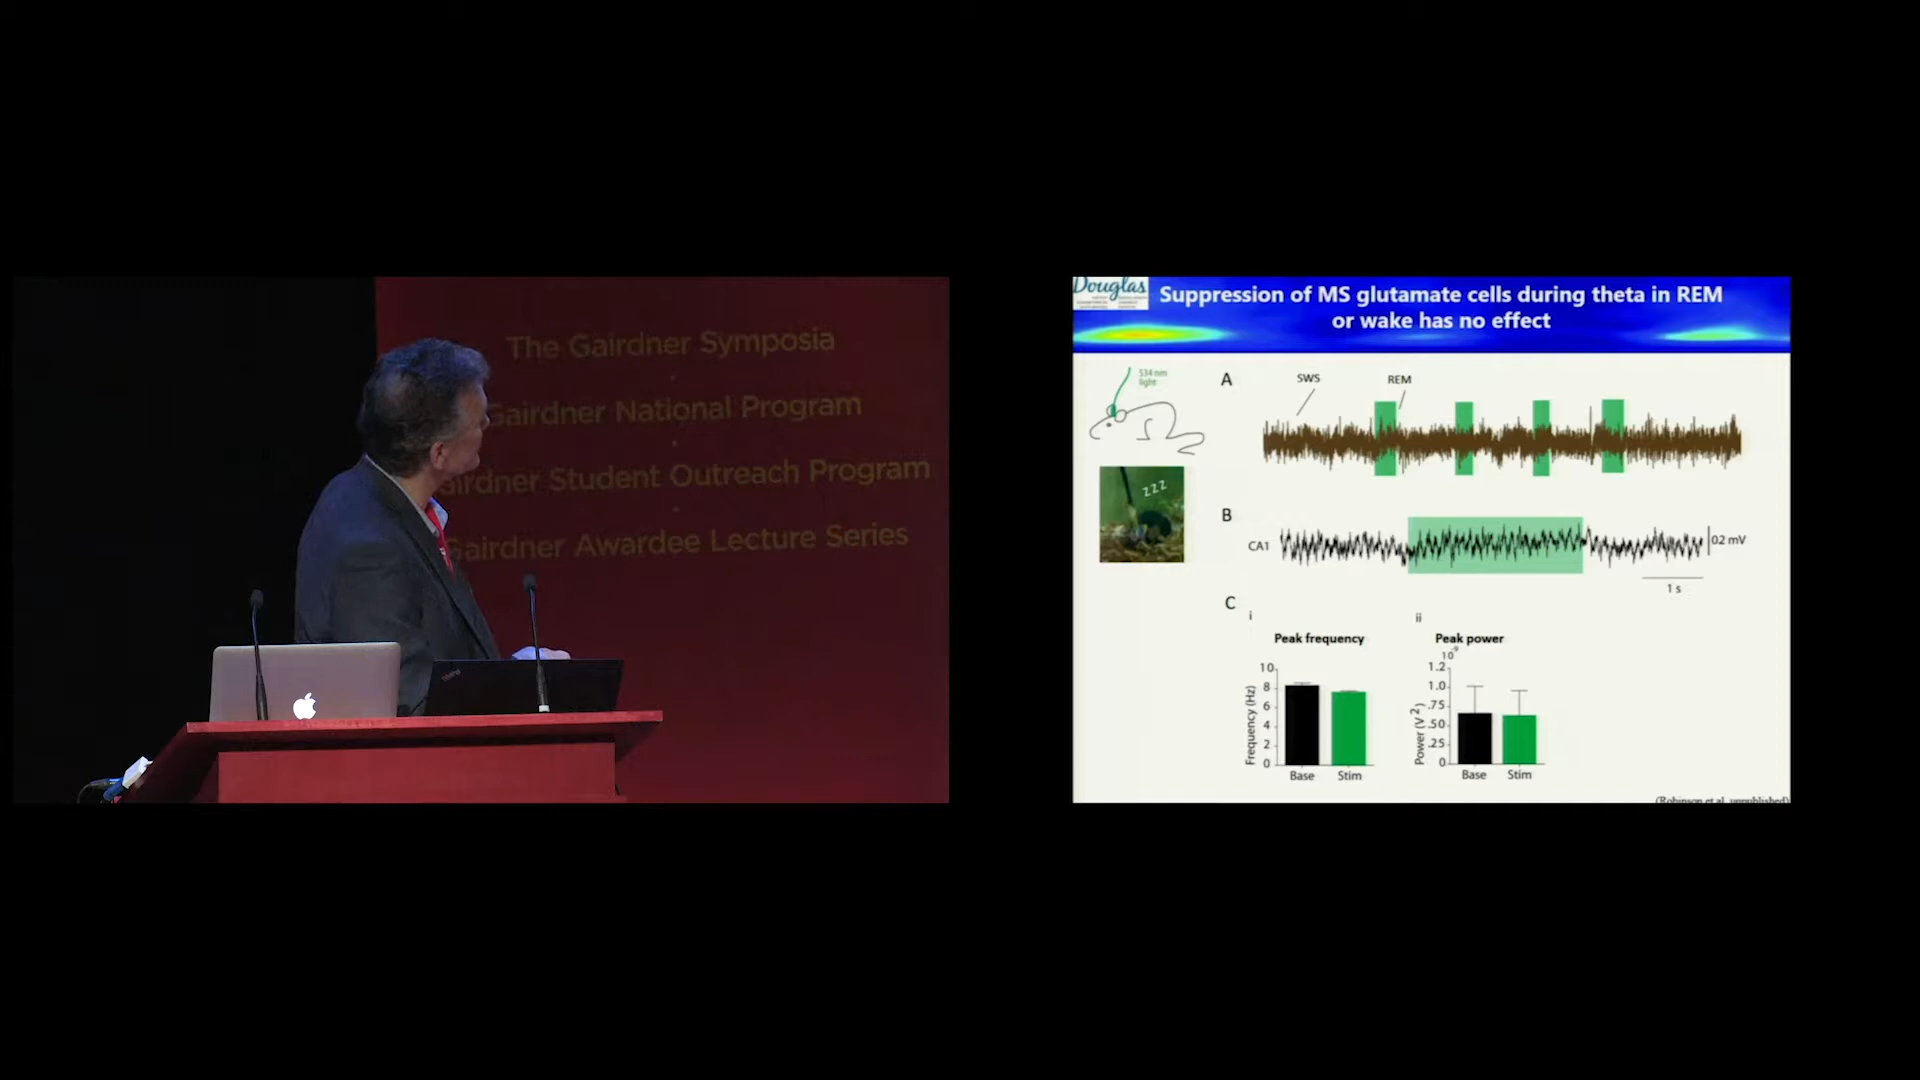 The Gairdner Symposia
Gairdner National Program
Gairdner Student Outreach Program
Gairdner Awardee Lecture Series
Douglas
Suppression of MS glutamate cells during theta in REM
or wake has no effect
534 nm
light
A
SWS
REM
zzz
B
CA1
02 mV
1 s
C
i
ii
Peak frequency
Peak power
10
8
6
4
2
0
Frequency (Hz)
Base
Stim
10⁻⁹
1.2
1.0
.75
.50
.25
0
Power (V²)
Base
Stim
(Robinson et al. unpublished)